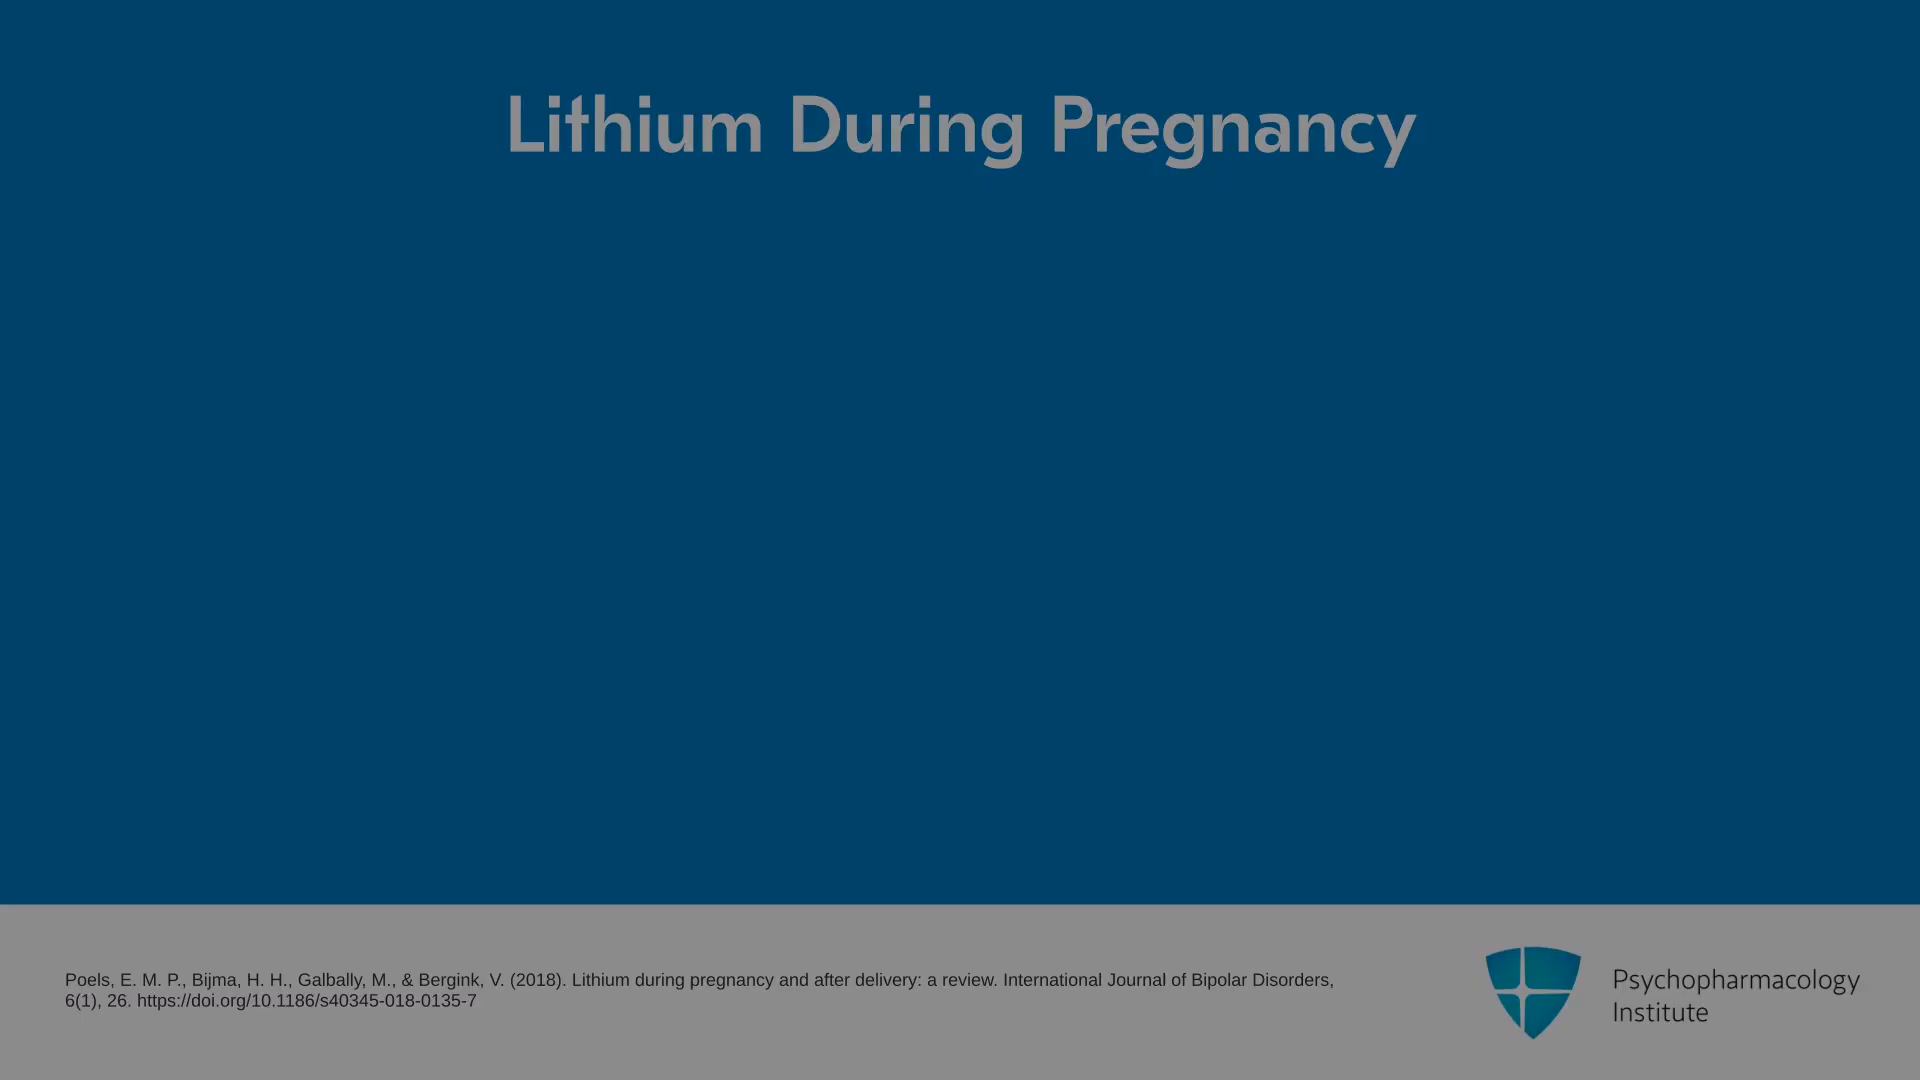 Lithium During Pregnancy
Poels, E. M. P., Bijma, H. H., Galbally, M., & Bergink, V. (2018). Lithium during pregnancy and after delivery: a review. International Journal of Bipolar Disorders,
6(1), 26. https://doi.org/10.1186/s40345-018-0135-7
Psychopharmacology
Institute